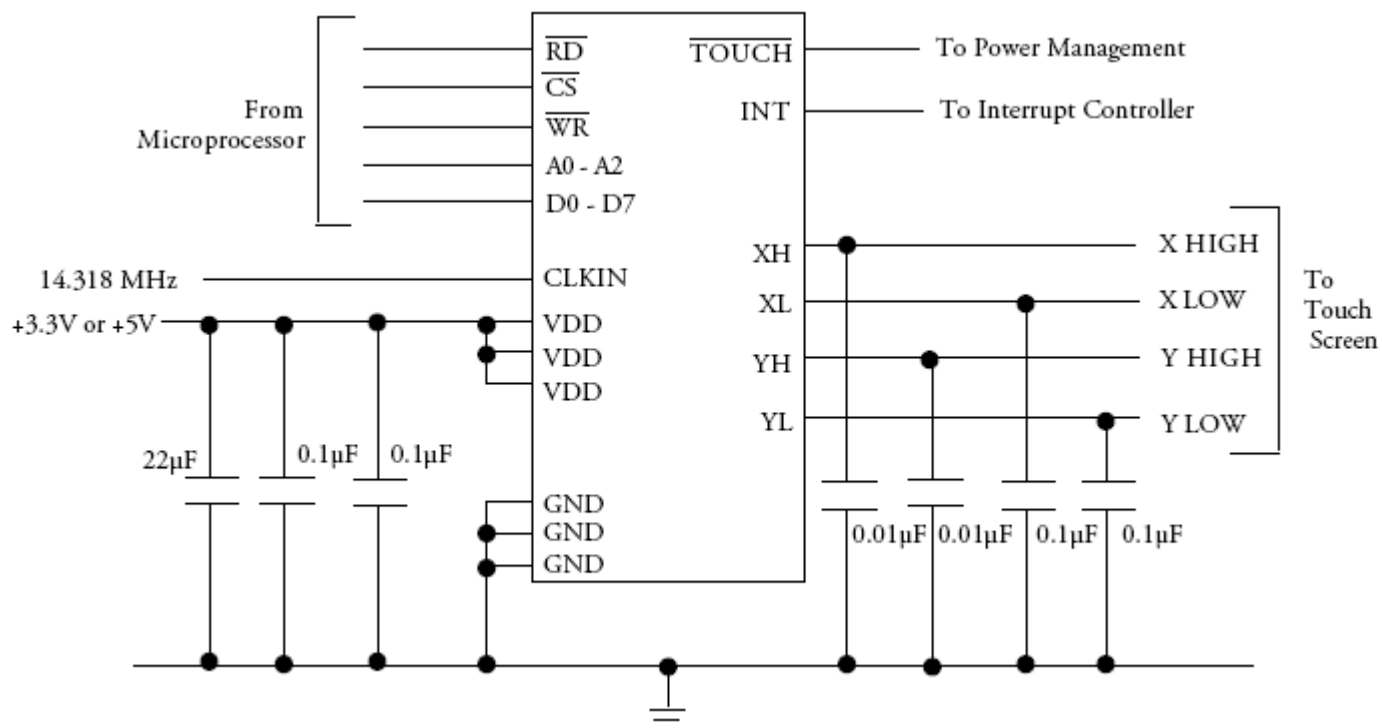 From
Microprocessor
RD
CS
WR
A0 - A2
D0 - D7
14.318 MHz
CLKIN
+3.3V or +5V
VDD
VDD
VDD
22µF
0.1µF
0.1µF
GND
GND
GND
TOUCH
To Power Management
INT
To Interrupt Controller
XH
X HIGH
XL
X LOW
YH
Y HIGH
YL
Y LOW
To
Touch
Screen
0.01µF
0.01µF
0.1µF
0.1µF